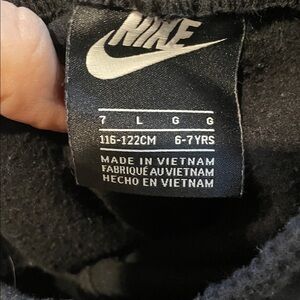 NIKE
7 L G G
116-122CM 6-7YRS
MADE IN VIETNAM
FABRIQUÉ AU VIETNAM
HECHO EN VIETNAM